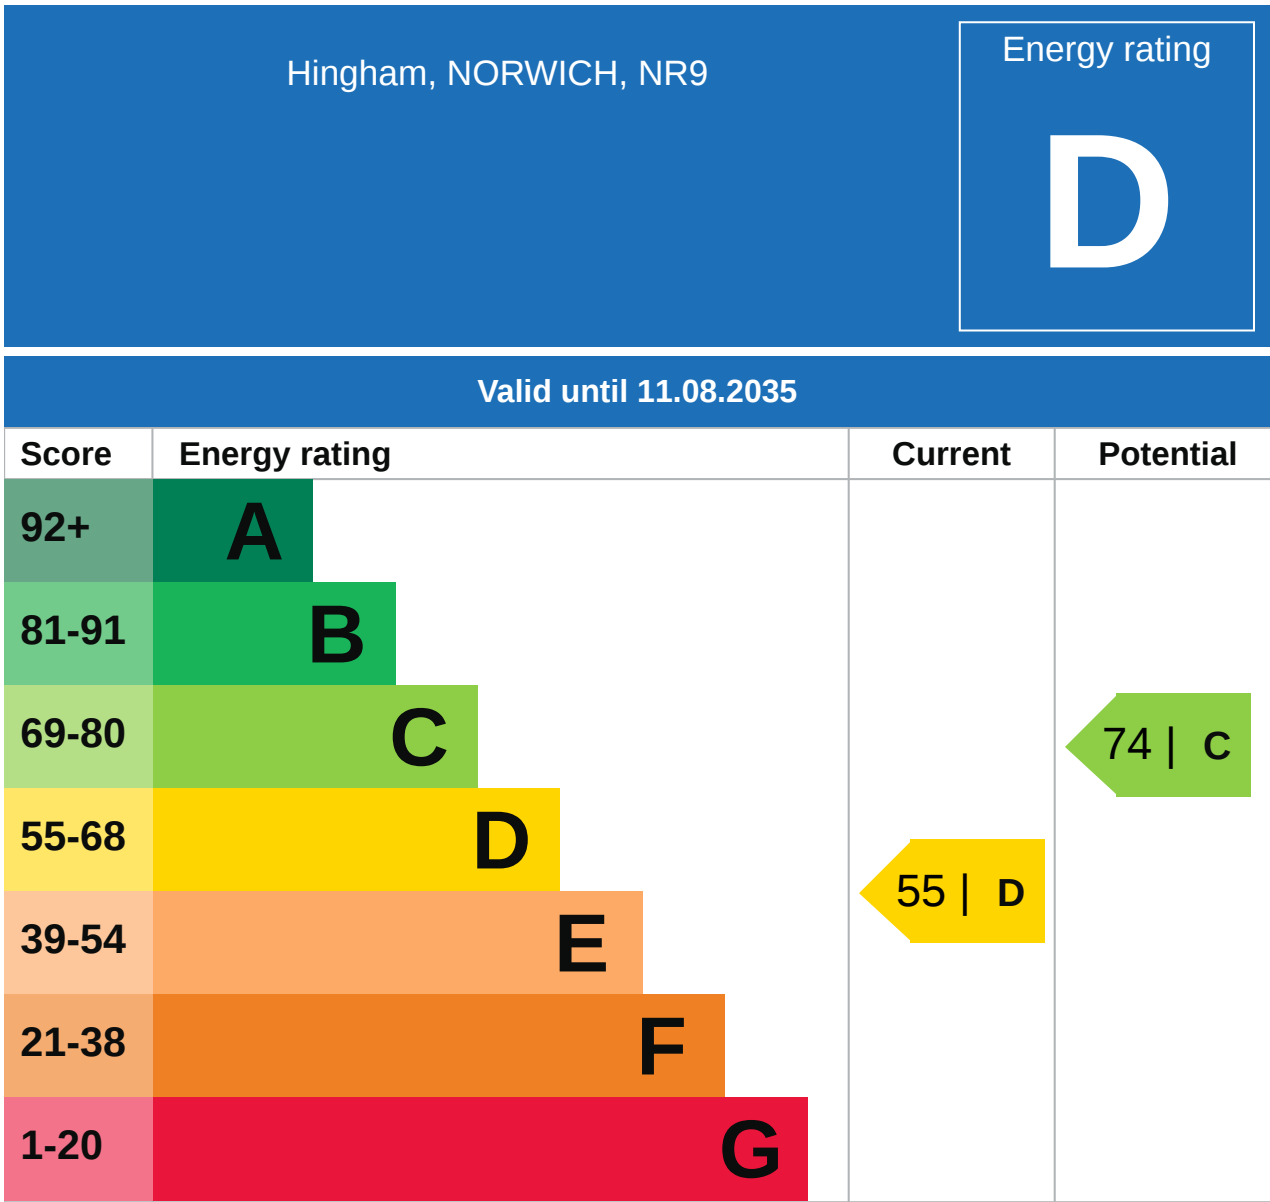 Hingham, NORWICH, NR9
Energy rating
D
Valid until 11.08.2035
Score Energy rating Current Potential
92+ A
81-91 B
69-80 C
74 | C
55-68 D
55 | D
39-54 E
21-38 F
1-20 G